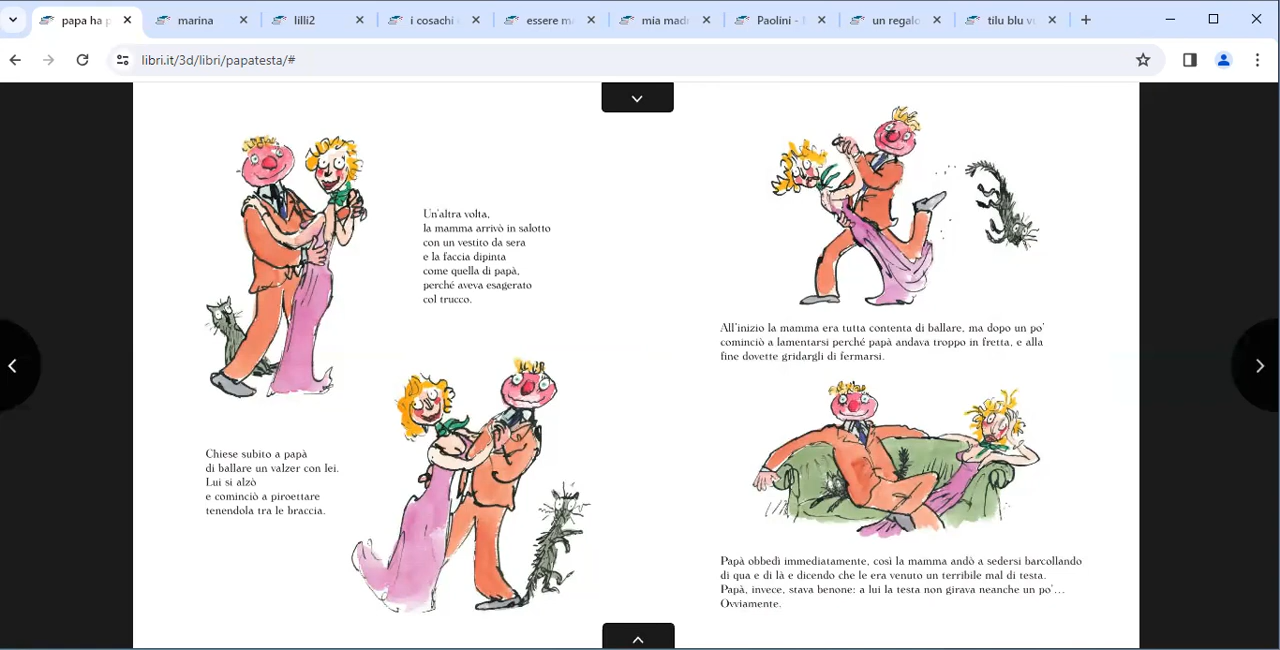 papa ha p
marina
lilli2
i cosachi
essere ma
mia madr
Paolini -
un regalo
tilu blu v
libri.it/3d/libri/papatesta/#
Un'altra volta,
la mamma arrivò in salotto
con un vestito da sera
e la faccia dipinta
come quella di papà,
perché aveva esagerato
col trucco.
Chiese subito a papà
di ballare un valzer con lei.
Lui si alzò
e cominciò a piroettare
tenendola tra le braccia.
All'inizio la mamma era tutta contenta di ballare, ma dopo un po'
cominciò a lamentarsi perché papà andava troppo in fretta, e alla
fine dovette gridargli di fermarsi.
Papà obbedì immediatamente, così la mamma andò a sedersi barcollando
di qua e di là e dicendo che le era venuto un terribile mal di testa.
Papà, invece, stava benone: a lui la testa non girava neanche un po'...
Ovviamente.